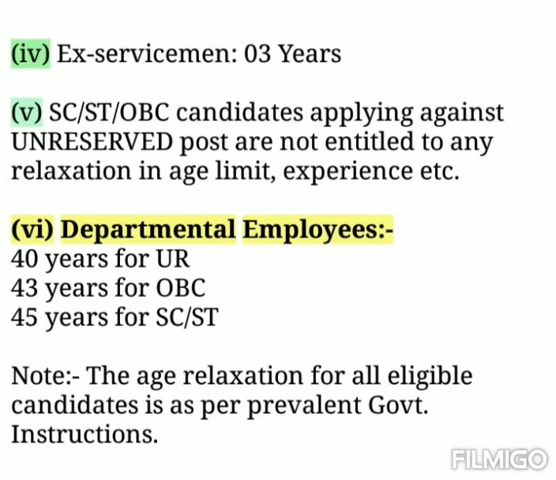 (iv) Ex-servicemen: 03 Years
(v) SC/ST/OBC candidates applying against
UNRESERVED post are not entitled to any
relaxation in age limit, experience etc.
(vi) Departmental Employees:-
40 years for UR
43 years for OBC
45 years for SC/ST
Note:- The age relaxation for all eligible
candidates is as per prevalent Govt.
Instructions.
FILMIGO